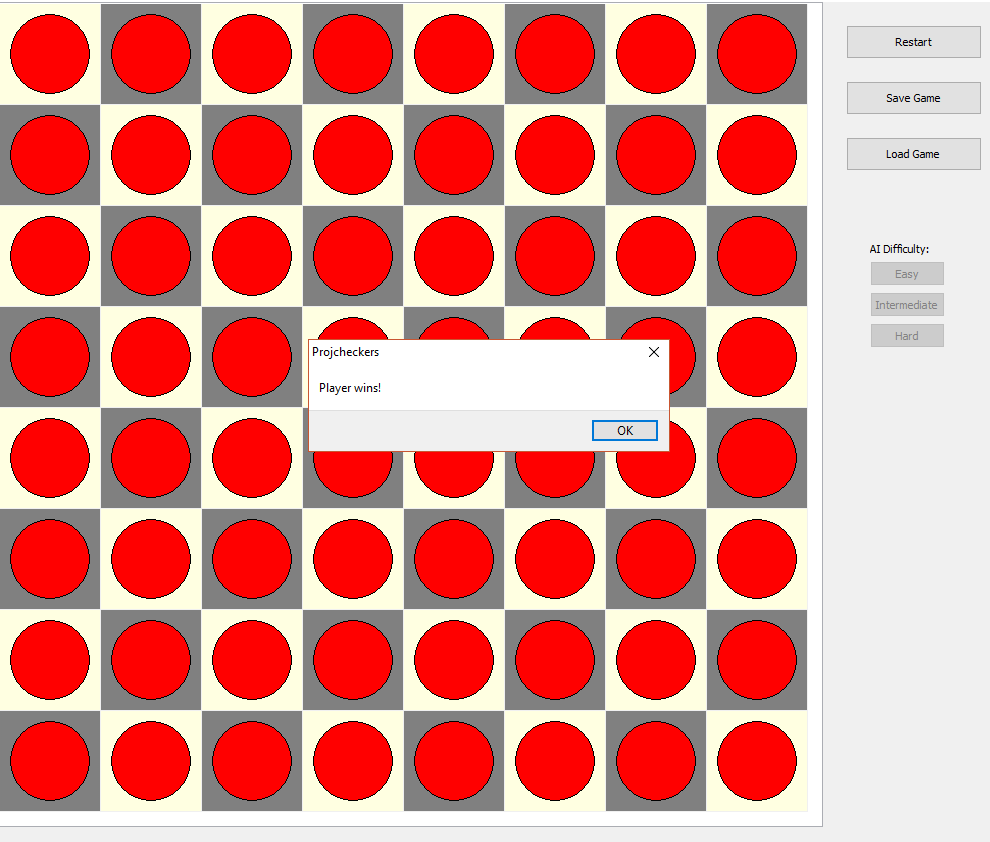 Restart
Save Game
Load Game
AI Difficulty:
Easy
Intermediate
Hard
Projcheckers
Player wins!
OK